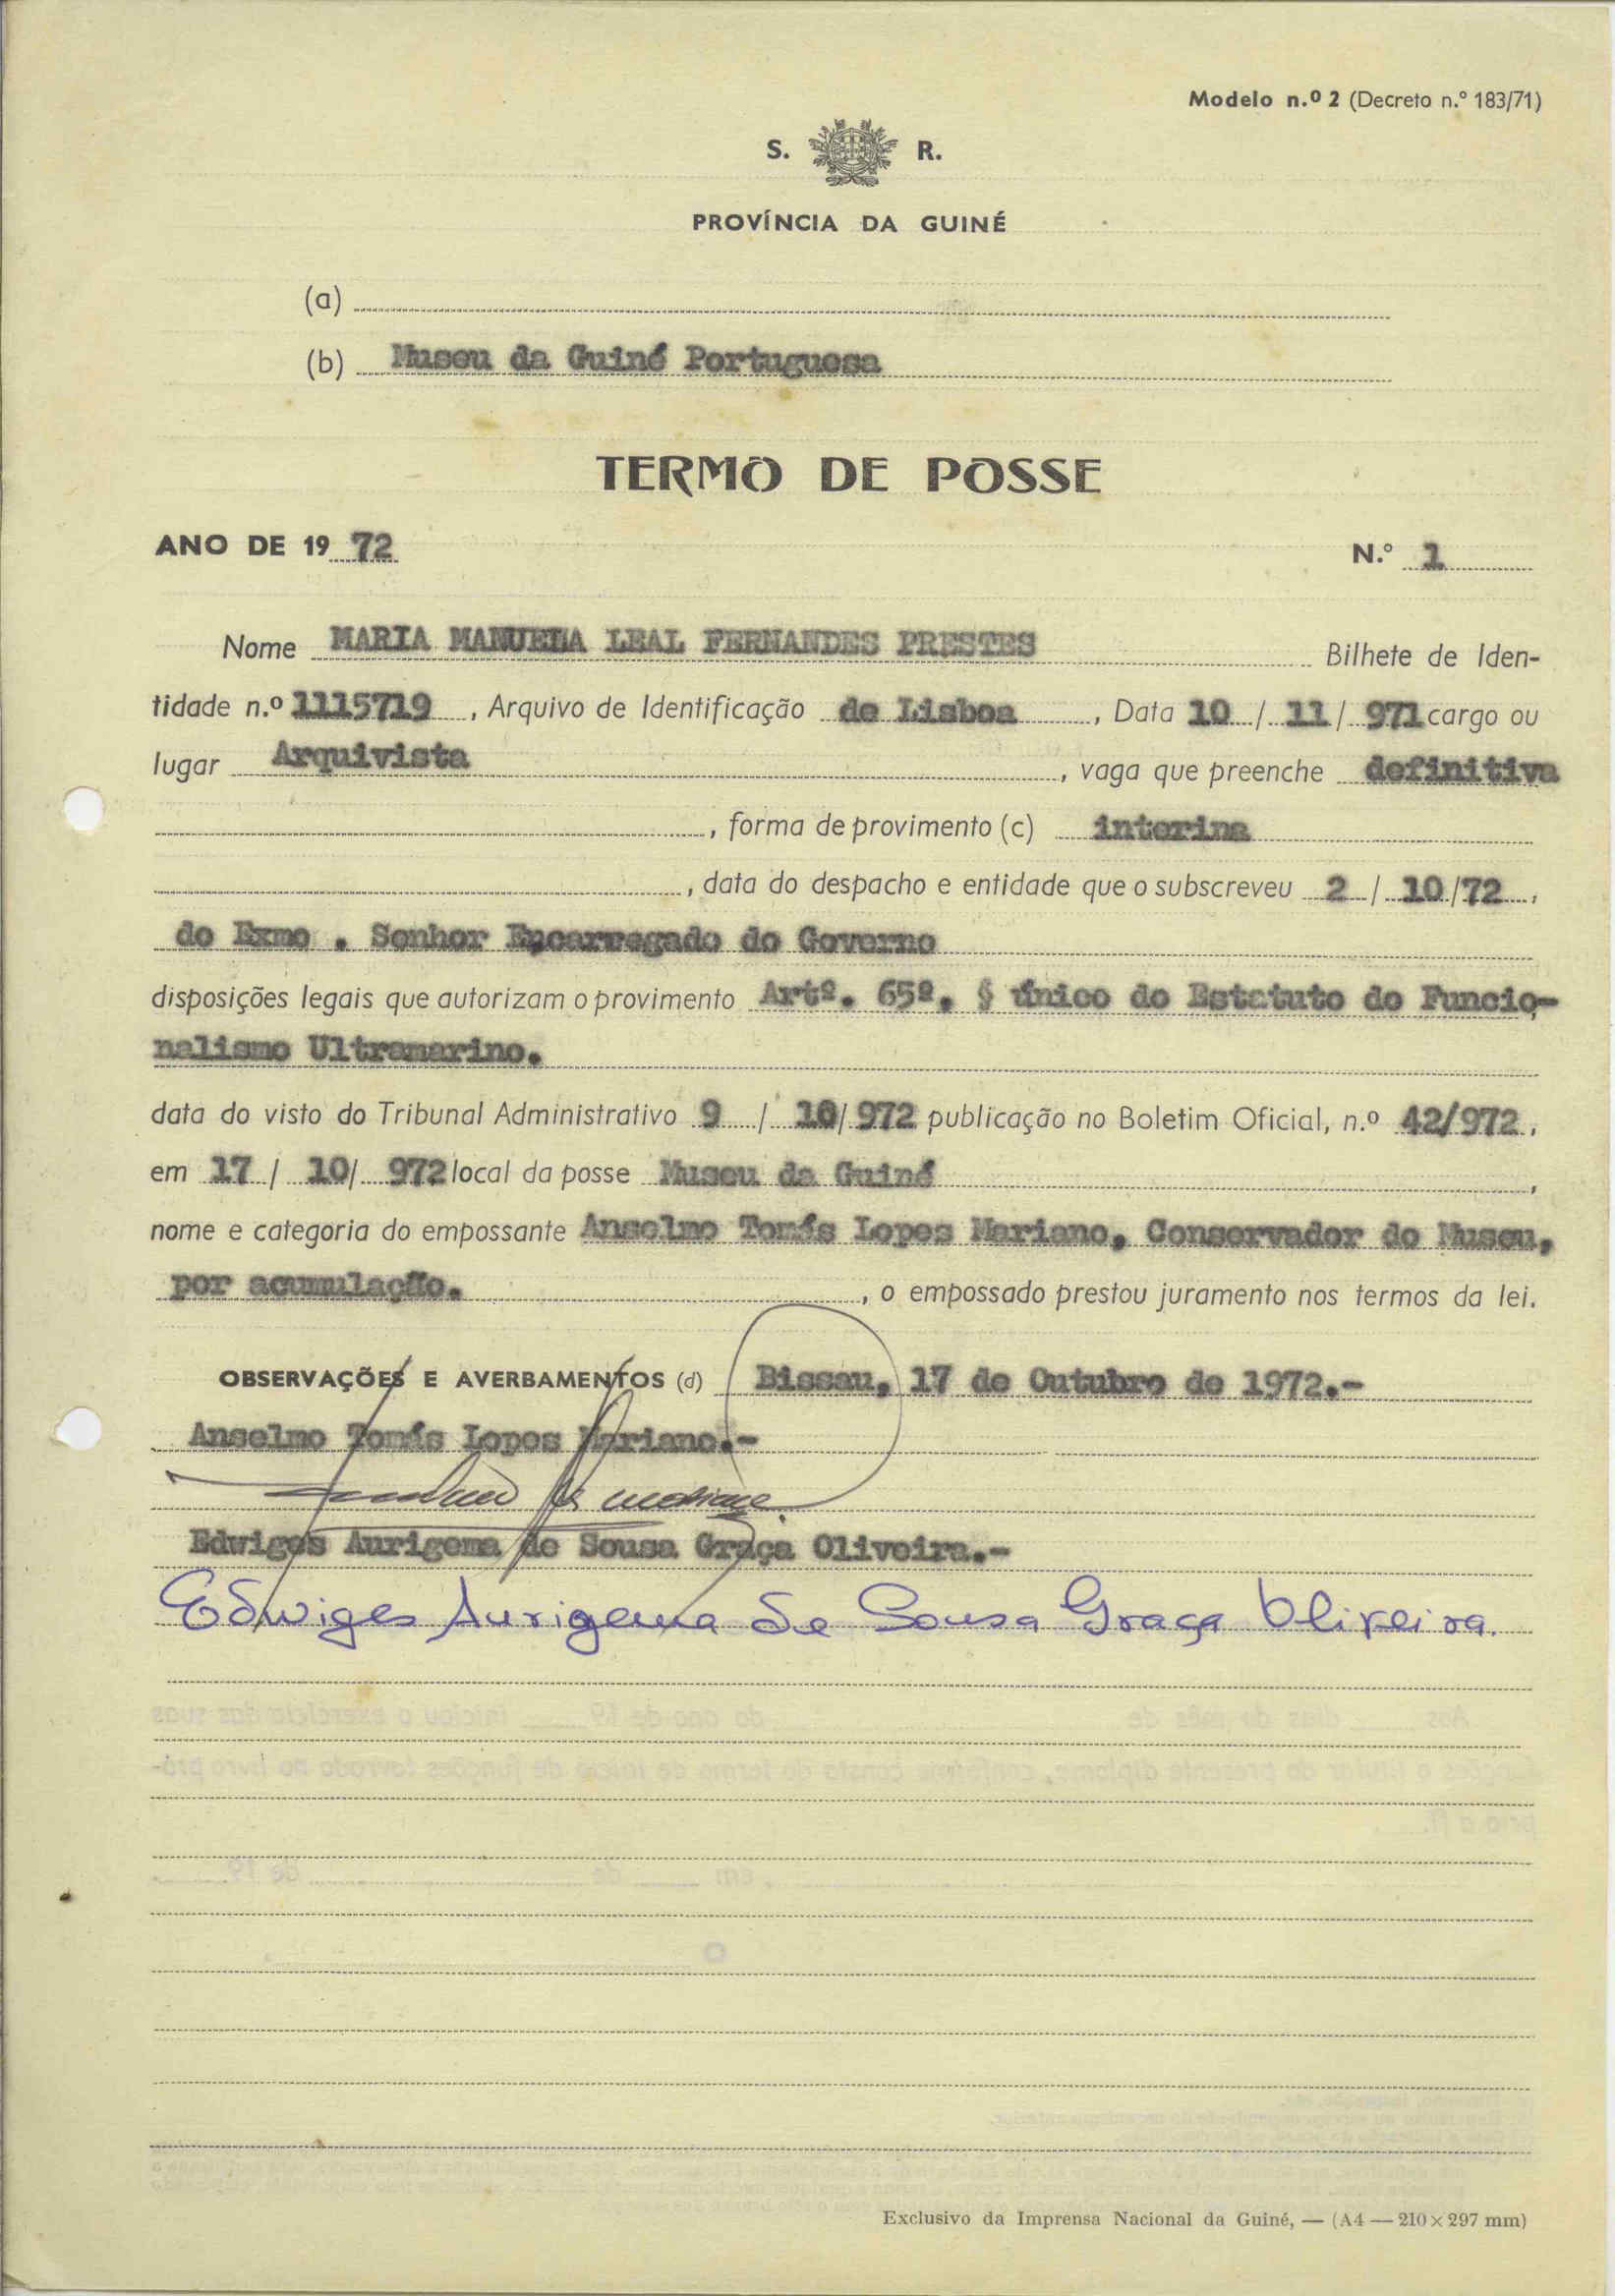 Modelo n.º 2 (Decreto n.º 183/71)
S. R.
PROVÍNCIA DA GUINÉ
(a)
(b) Museu da Guiné Portuguesa
TERMO DE POSSE
ANO DE 19 72 N.º 1
Nome MARIA MANUELA LEAL FERNANDES PRESTES Bilhete de Iden-
tidade n.º 1115719, Arquivo de Identificação de Lisboa, Data 10 / 11 / 971 cargo ou
lugar Arquivista, vaga que preenche definitiva
, forma de provimento (c) interina
, data do despacho e entidade que o subscreveu 2 / 10 /72,
do Exmo . Senhor Encarregado do Governo
disposições legais que autorizam o provimento Artº. 65º. § único do Estatuto do Funcio-
nalismo Ultramarino.
data do visto do Tribunal Administrativo 9 / 10/ 972 publicação no Boletim Oficial, n.º 42/972,
em 17 / 10/ 972 local da posse Museu da Guiné,
nome e categoria do empossante Anselmo Tomás Lopes Mariano, Conservador do Museu,
por acumulação., o empossado prestou juramento nos termos da lei.
OBSERVAÇÕES E AVERBAMENTOS (d) Bissau, 17 de Outubro de 1972.-
Anselmo Tomás Lopes Mariano.-
Edwiges Aurigema de Sousa Graça Oliveira.-
Edwiges Aurigema de Sousa Graça Oliveira.
Exclusivo da Imprensa Nacional da Guiné, — (A4 — 210 × 297 mm)